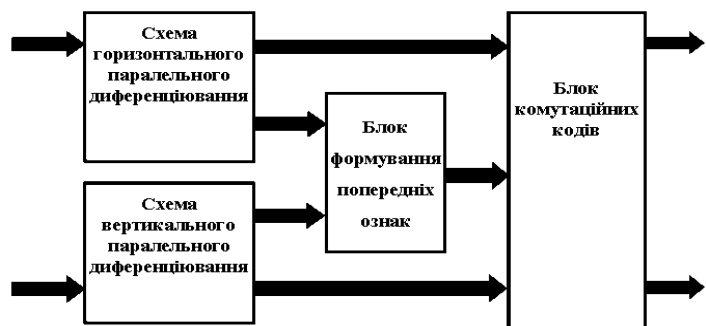 Схема
горизонтального
паралельного
диференціювання
Блок
формування
попередніх
ознак
Схема
вертикального
паралельного
диференціювання
Блок
комутаційних
кодів